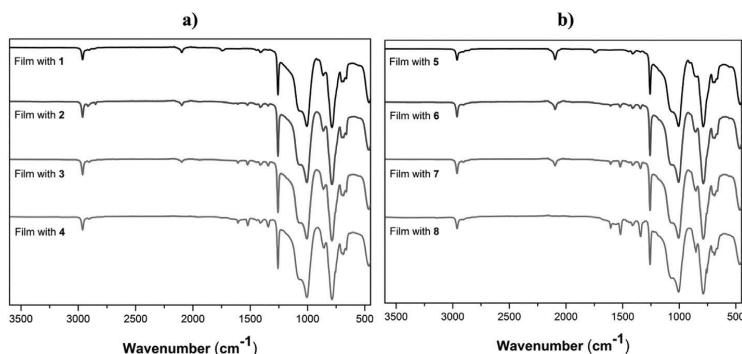 a)
Film with 1
Film with 2
Film with 3
Film with 4
3500 3000 2500 2000 1500 1000 500
Wavenumber (cm-1)
b)
Film with 5
Film with 6
Film with 7
Film with 8
3500 3000 2500 2000 1500 1000 500
Wavenumber (cm-1)